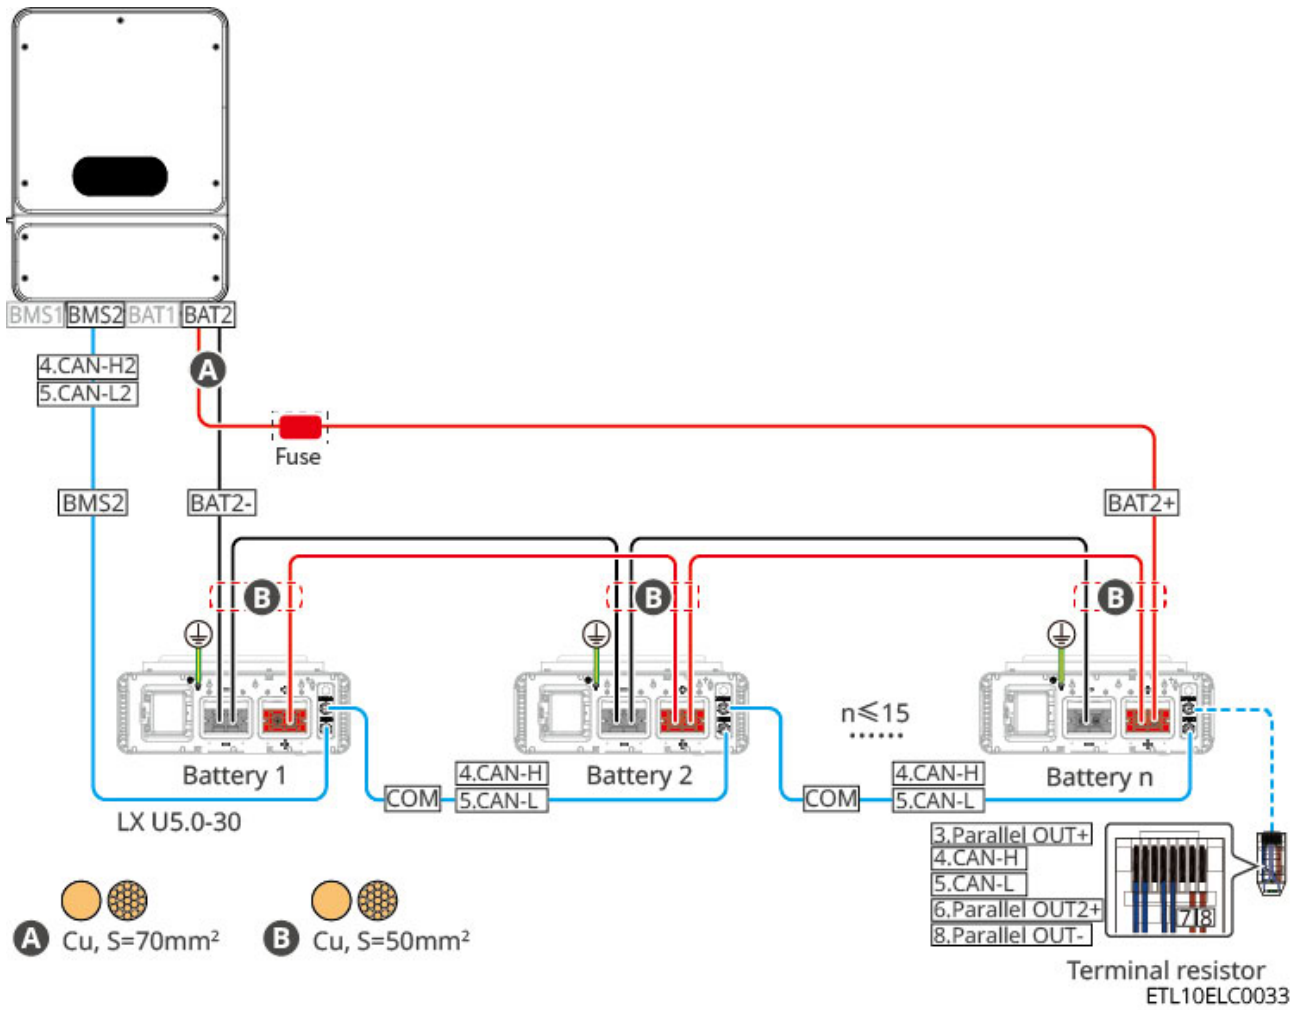 BMS1 BMS2 BAT1 BAT2
4.CAN-H2
5.CAN-L2
A
Fuse
BMS2
BAT2-
BAT2+
B
B
B
n≤15
......
Battery 1
Battery 2
Battery n
COM
4.CAN-H
5.CAN-L
COM
4.CAN-H
5.CAN-L
LX U5.0-30
3.Parallel OUT+
4.CAN-H
5.CAN-L
6.Parallel OUT2+
8.Parallel OUT-
7 8
A Cu, S=70mm²
B Cu, S=50mm²
Terminal resistor
ETL10ELC0033